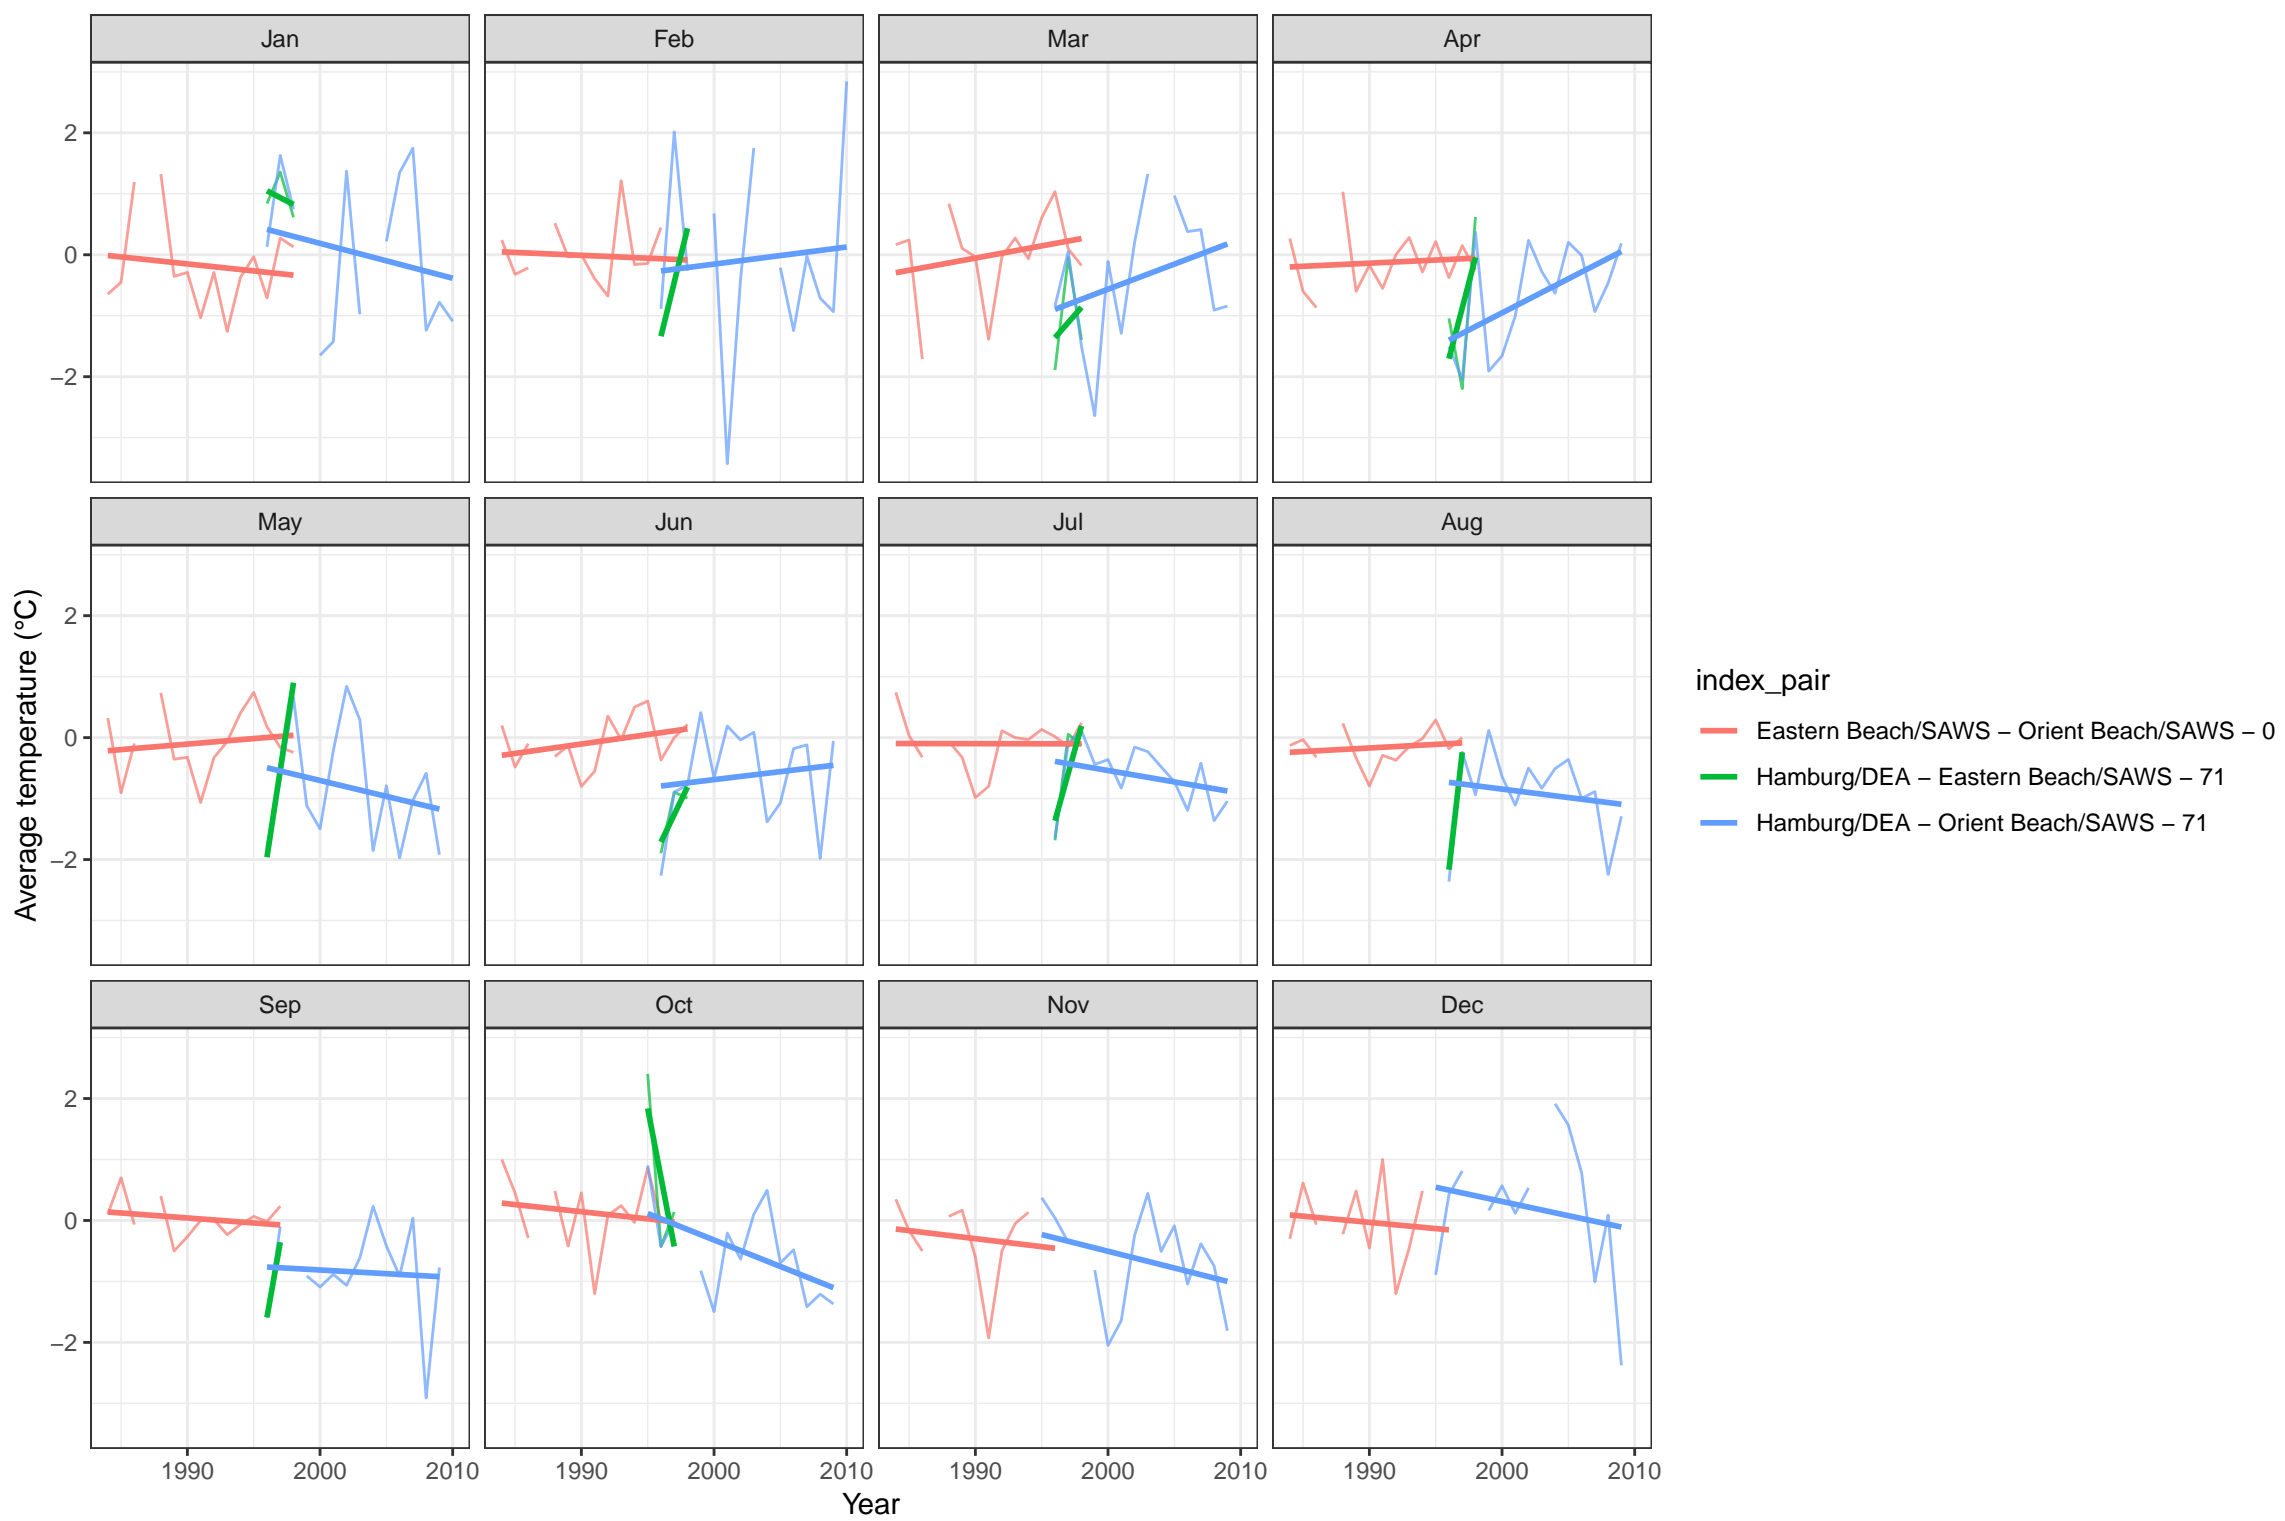 Jan Feb Mar Apr
2
0
−2
May Jun Jul Aug
2
0
−2
Sep Oct Nov Dec
2
0
−2
1990 2000 2010 1990 2000 2010 1990 2000 2010 1990 2000 2010
Year
Average temperature (°C)
index_pair
Eastern Beach/SAWS − Orient Beach/SAWS − 0
Hamburg/DEA − Eastern Beach/SAWS − 71
Hamburg/DEA − Orient Beach/SAWS − 71